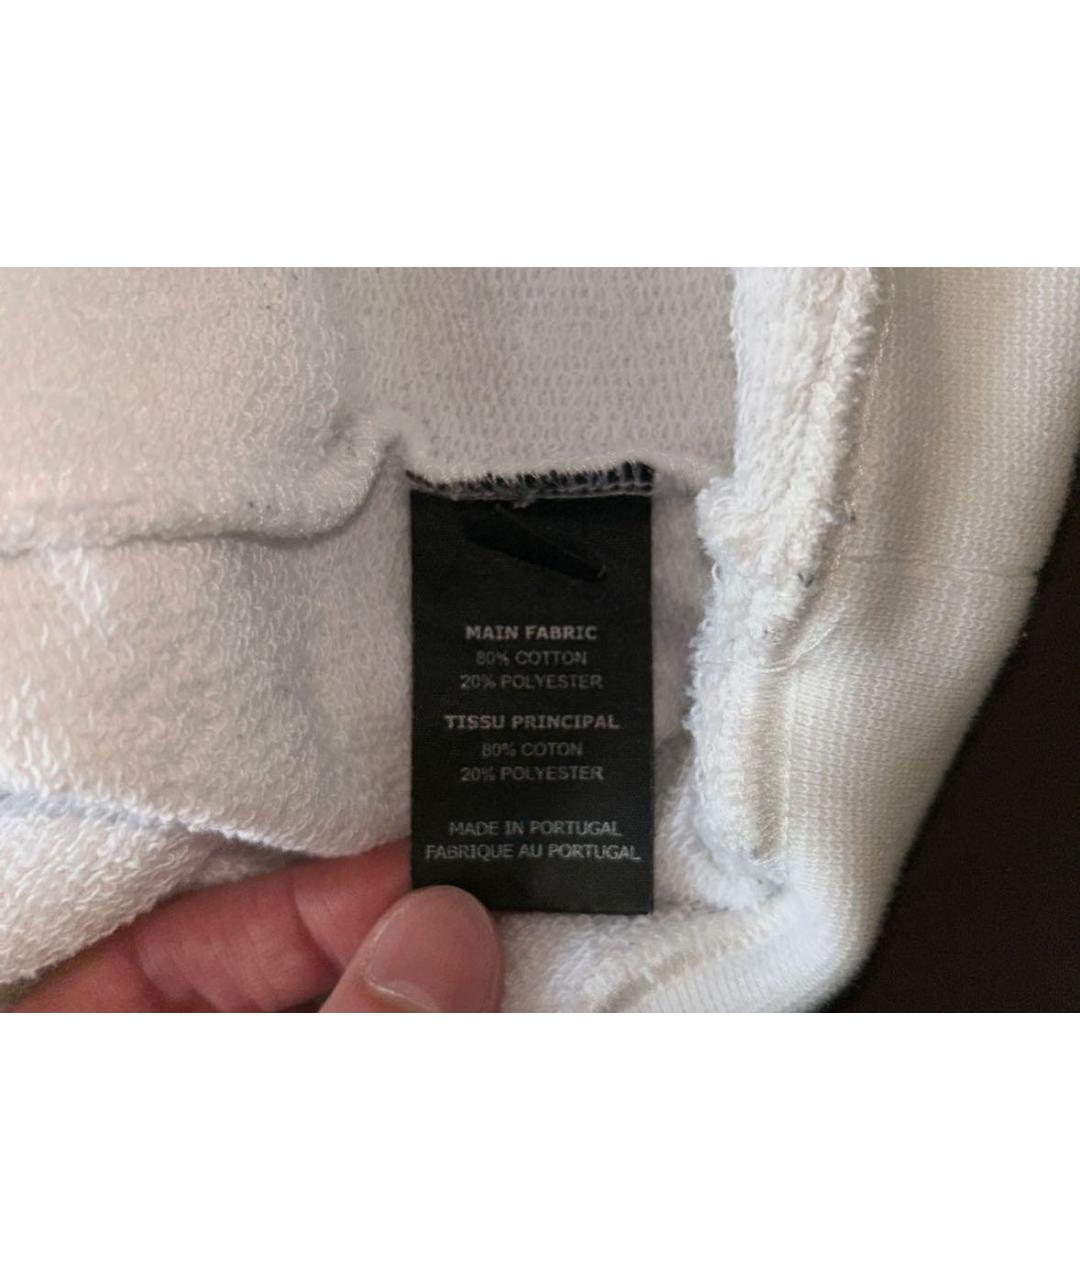 MAIN FABRIC
80% COTTON
20% POLYESTER
TISSU PRINCIPAL
80% COTON
20% POLYESTER
MADE IN PORTUGAL
FABRIQUE AU PORTUGAL